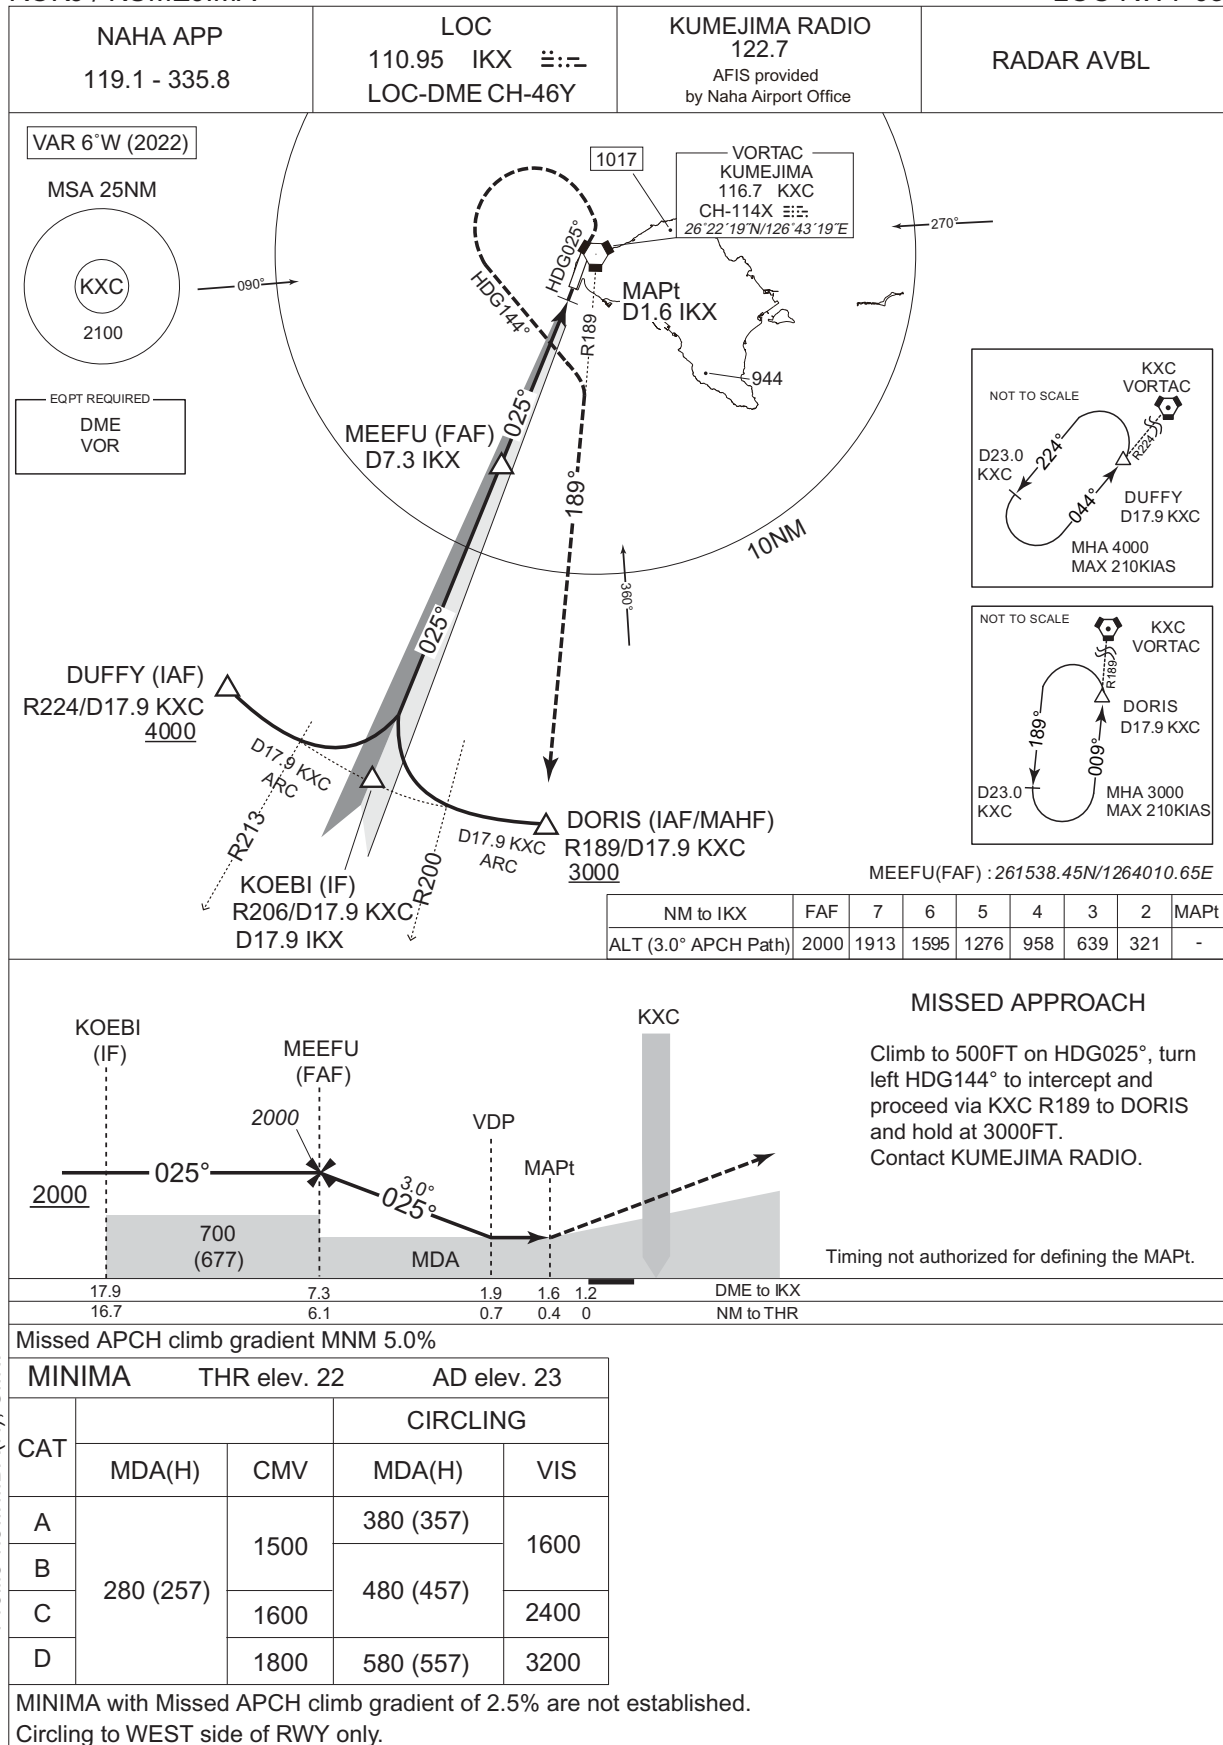 NAHA APP
119.1 - 335.8
LOC
110.95 IKX
LOC-DME CH-46Y
KUMEJIMA RADIO
122.7
AFIS provided
by Naha Airport Office
RADAR AVBL
VAR 6°W (2022)
MSA 25NM
KXC
2100
090°
EQPT REQUIRED
DME
VOR
1017
VORTAC
KUMEJIMA
116.7 KXC
CH-114X
26°22´19˝N/126°43´19˝E
270°
HDG025°
HDG144°
MAPt
D1.6 IKX
R189
944
025°
MEEFU (FAF)
D7.3 IKX
189°
10NM
360°
025°
DUFFY (IAF)
R224/D17.9 KXC
4000
D17.9 KXC
ARC
R213
KOEBI (IF)
R206/D17.9 KXC
D17.9 IKX
R200
D17.9 KXC
ARC
DORIS (IAF/MAHF)
R189/D17.9 KXC
3000
NOT TO SCALE
KXC
VORTAC
R224
D23.0
KXC
224°
044°
DUFFY
D17.9 KXC
MHA 4000
MAX 210KIAS
NOT TO SCALE
KXC
VORTAC
R189
DORIS
D17.9 KXC
189°
009°
D23.0
KXC
MHA 3000
MAX 210KIAS
MEEFU(FAF) : 261538.45N/1264010.65E
NM to IKX FAF 7 6 5 4 3 2 MAPt
ALT (3.0° APCH Path) 2000 1913 1595 1276 958 639 321 -
KOEBI
(IF)
MEEFU
(FAF)
2000
VDP
MAPt
KXC
025°
2000
3.0°
025°
700
(677)
MDA
MISSED APPROACH
Climb to 500FT on HDG025°, turn
left HDG144° to intercept and
proceed via KXC R189 to DORIS
and hold at 3000FT.
Contact KUMEJIMA RADIO.
Timing not authorized for defining the MAPt.
17.9 7.3 1.9 1.6 1.2 DME to IKX
16.7 6.1 0.7 0.4 0 NM to THR
Missed APCH climb gradient MNM 5.0%
MINIMA THR elev. 22 AD elev. 23
CAT
CIRCLING
MDA(H) CMV MDA(H) VIS
A 280 (257) 1500 380 (357) 1600
B 480 (457)
C 1600 2400
D 1800 580 (557) 3200
MINIMA with Missed APCH climb gradient of 2.5% are not established.
Circling to WEST side of RWY only.